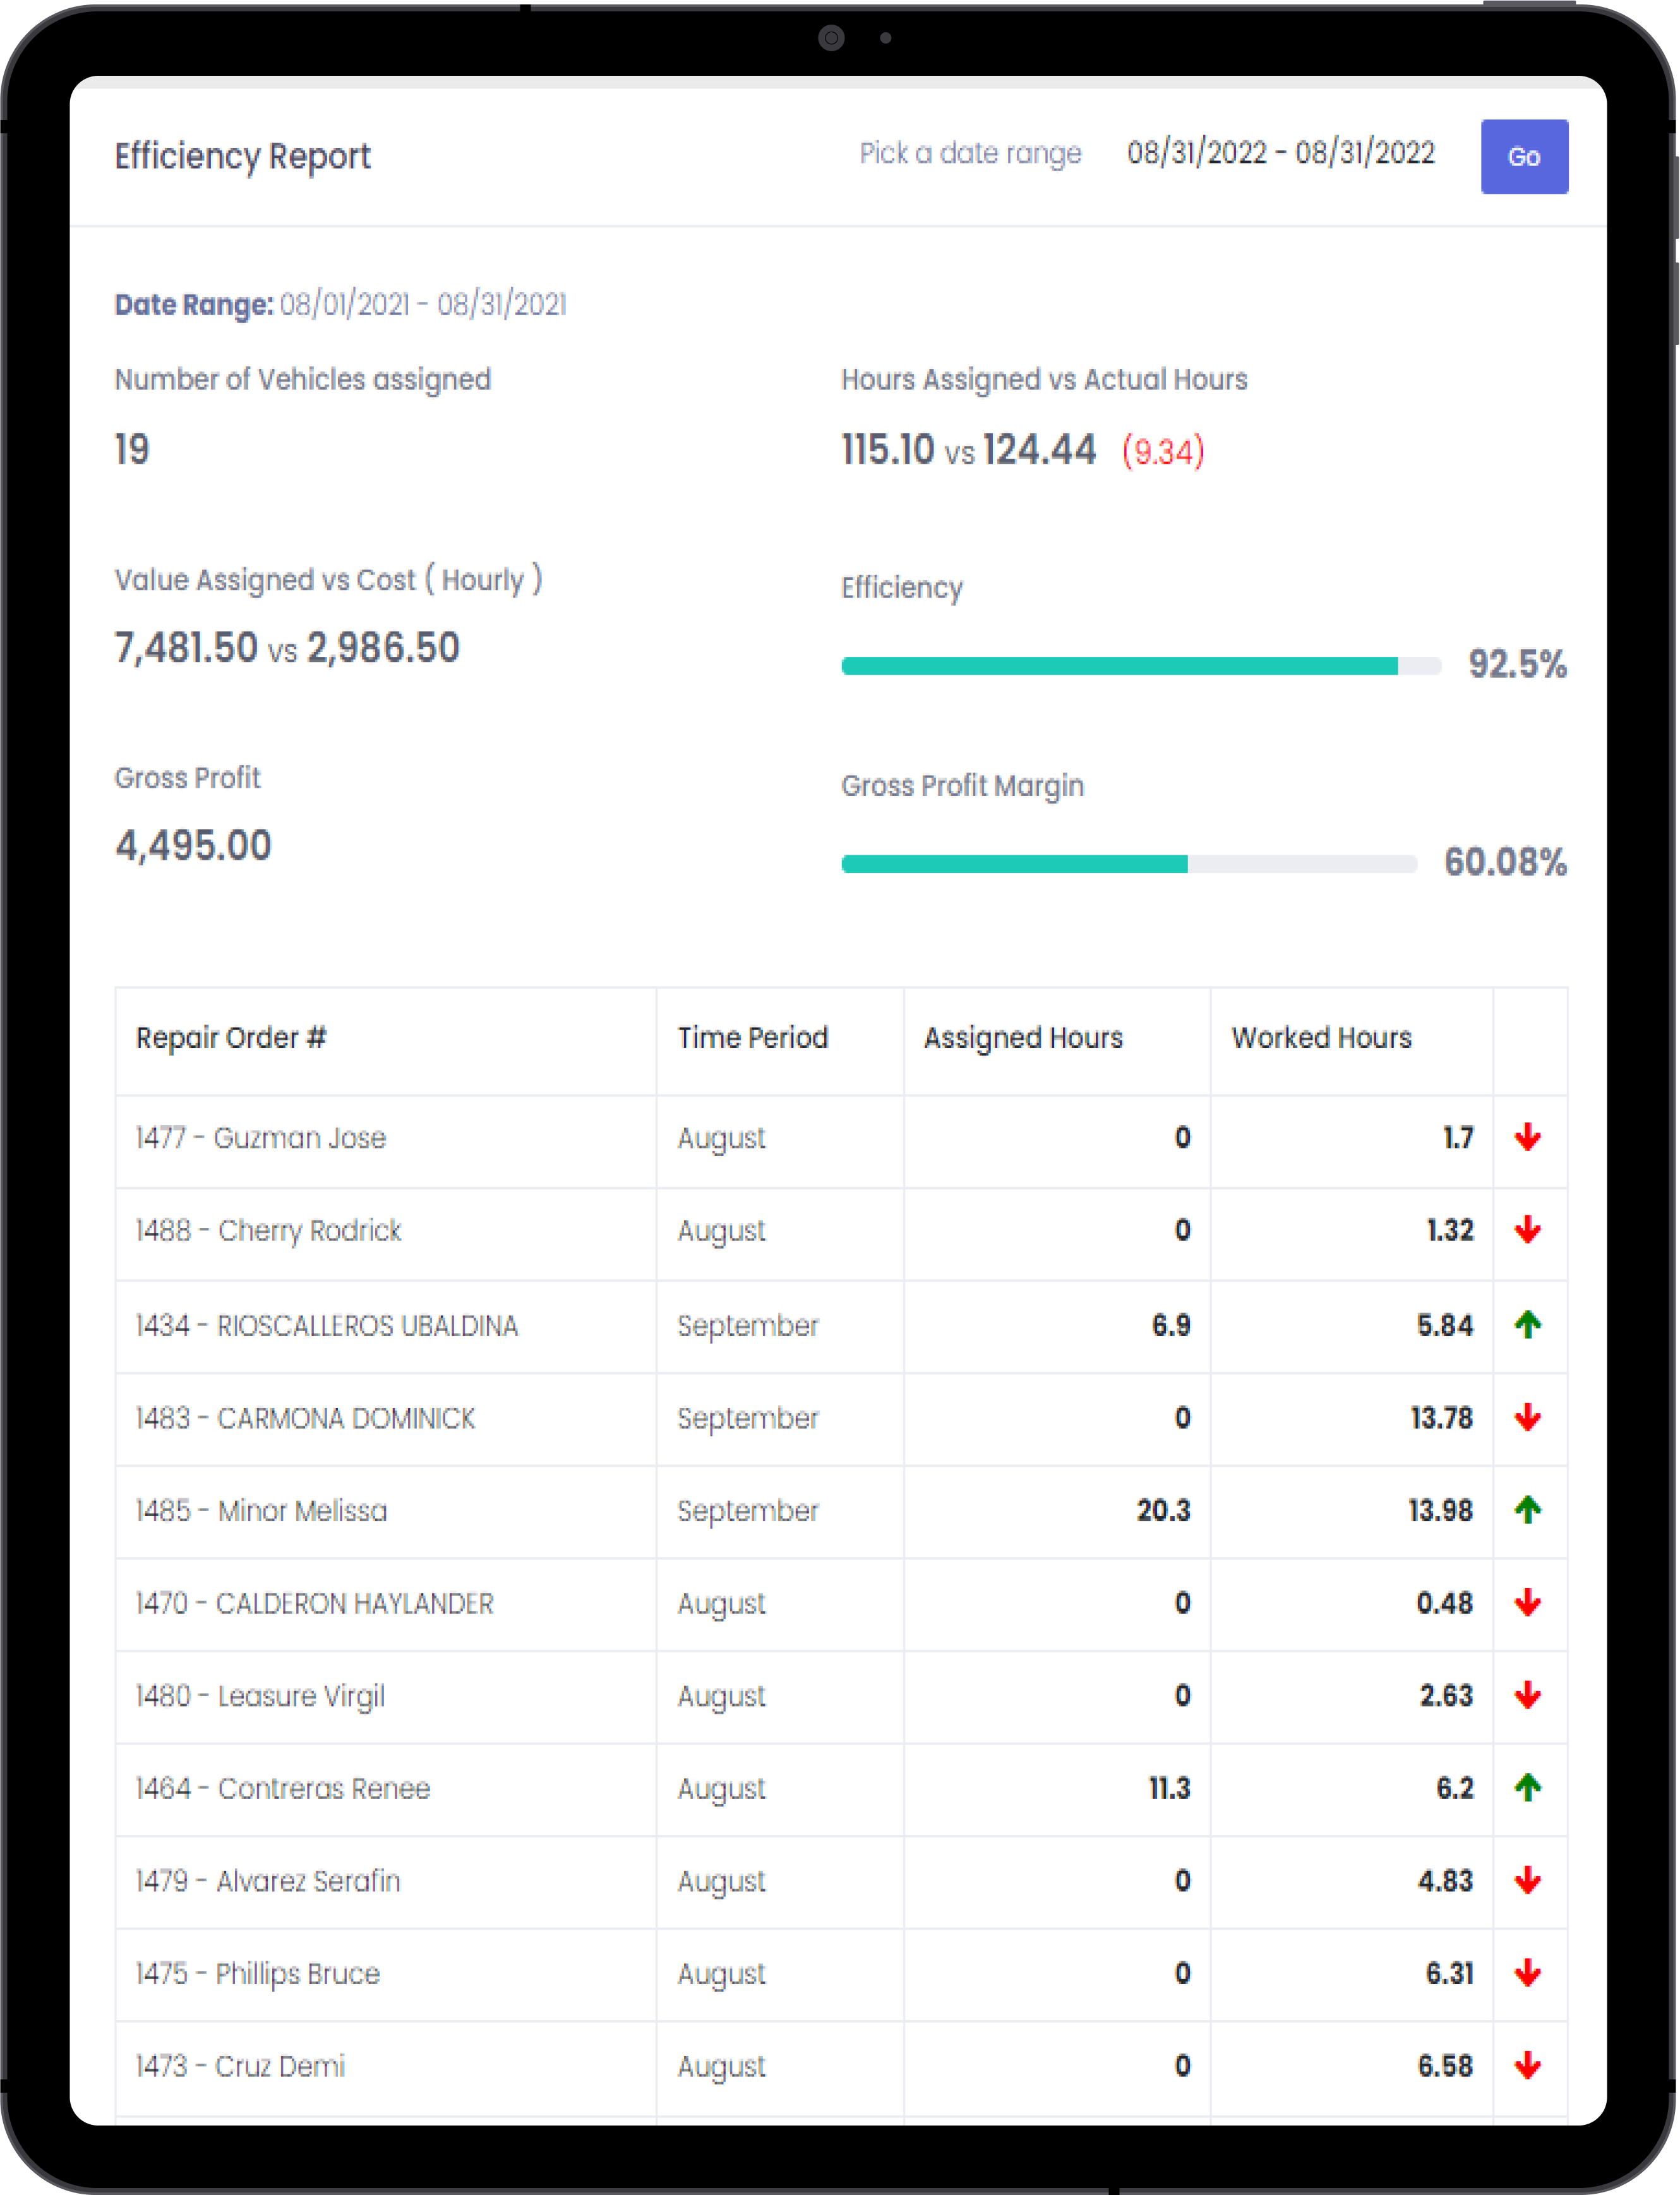 Efficiency Report
Pick a date range 08/31/2022 - 08/31/2022 Go
Date Range: 08/01/2021 - 08/31/2021
Number of Vehicles assigned Hours Assigned vs Actual Hours
19 115.10 vs 124.44 (9.34)
Value Assigned vs Cost ( Hourly ) Efficiency
7,481.50 vs 2,986.50 92.5%
Gross Profit Gross Profit Margin
4,495.00 60.08%
Repair Order # Time Period Assigned Hours Worked Hours
1477 - Guzman Jose August 0 1.7
1488 - Cherry Rodrick August 0 1.32
1434 - RIOSCALLEROS UBALDINA September 6.9 5.84
1483 - CARMONA DOMINICK September 0 13.78
1485 - Minor Melissa September 20.3 13.98
1470 - CALDERON HAYLANDER August 0 0.48
1480 - Leasure Virgil August 0 2.63
1464 - Contreras Renee August 11.3 6.2
1479 - Alvarez Serafin August 0 4.83
1475 - Phillips Bruce August 0 6.31
1473 - Cruz Demi August 0 6.58